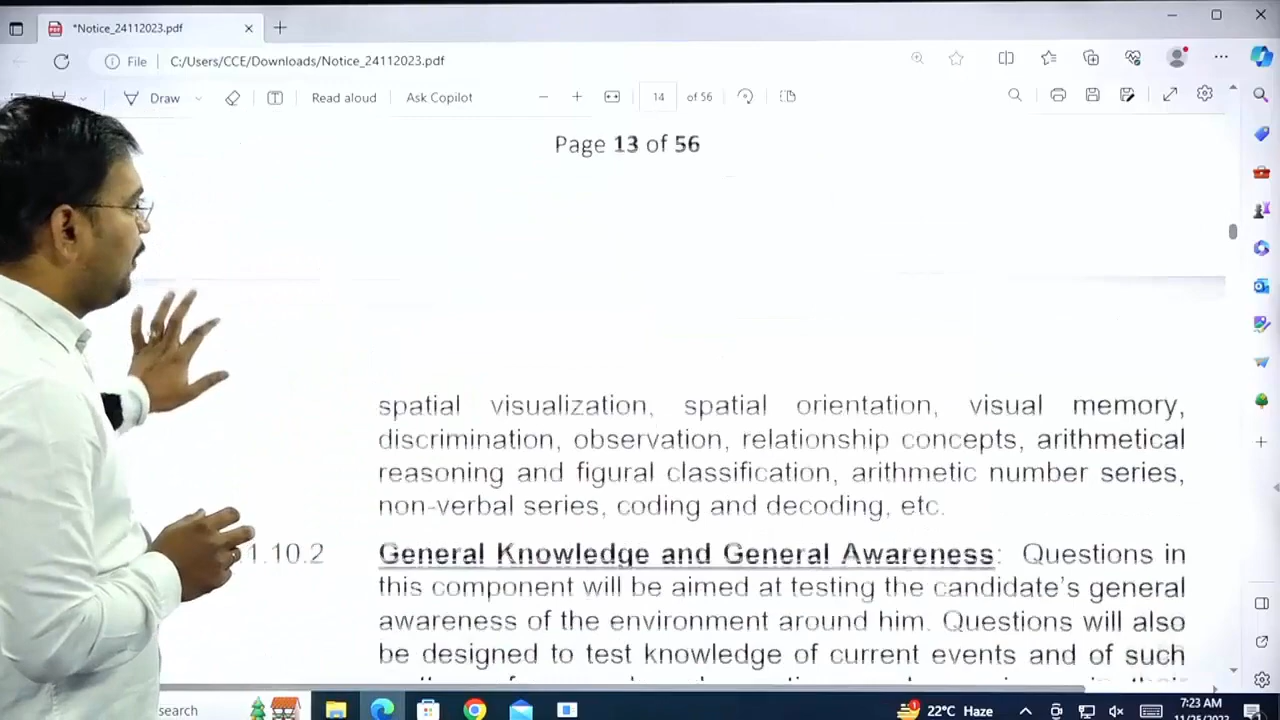 *Notice_24112023.pdf
File
C:/Users/CCE/Downloads/Notice_24112023.pdf
Draw
Read aloud
Ask Copilot
14
of 56
Page 13 of 56
spatial visualization, spatial orientation, visual memory,
discrimination, observation, relationship concepts, arithmetical
reasoning and figural classification, arithmetic number series,
non-verbal series, coding and decoding, etc.
1.10.2
General Knowledge and General Awareness: Questions in
this component will be aimed at testing the candidate's general
awareness of the environment around him. Questions will also
be designed to test knowledge of current events and of such
search
22°C Haze
7:23 AM